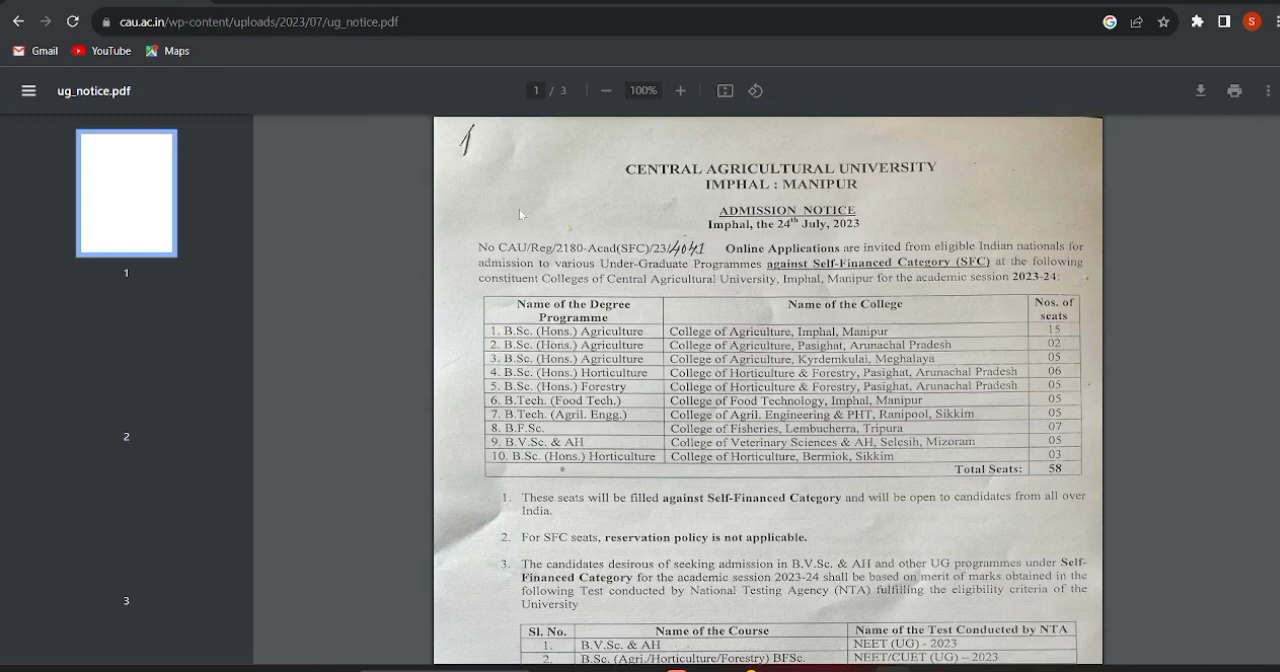 cau.ac.in/wp-content/uploads/2023/07/ug_notice.pdf
S
Gmail YouTube Maps
ug_notice.pdf 1 / 3 100%
1
2
3
1
CENTRAL AGRICULTURAL UNIVERSITY
IMPHAL : MANIPUR
ADMISSION NOTICE
Imphal, the 24th July, 2023
No CAU/Reg/2180-Acad(SFC)/23/4041 Online Applications are invited from eligible Indian nationals for
admission to various Under-Graduate Programmes against Self-Financed Category (SFC) at the following
constituent Colleges of Central Agricultural University, Imphal, Manipur for the academic session 2023-24:
Name of the Degree Programme Name of the College Nos. of seats
1. B.Sc. (Hons.) Agriculture College of Agriculture, Imphal, Manipur 15
2. B.Sc. (Hons.) Agriculture College of Agriculture, Pasighat, Arunachal Pradesh 02
3. B.Sc. (Hons.) Agriculture College of Agriculture, Kyrdemkulai, Meghalaya 05
4. B.Sc. (Hons.) Horticulture College of Horticulture & Forestry, Pasighat, Arunachal Pradesh 06
5. B.Sc. (Hons.) Forestry College of Horticulture & Forestry, Pasighat, Arunachal Pradesh 05
6. B.Tech. (Food Tech.) College of Food Technology, Imphal, Manipur 05
7. B.Tech. (Agril. Engg.) College of Agril. Engineering & PHT, Ranipool, Sikkim 05
8. B.F.Sc. College of Fisheries, Lembucherra, Tripura 07
9. B.V.Sc. & AH College of Veterinary Sciences & AH, Selesih, Mizoram 05
10. B.Sc. (Hons.) Horticulture College of Horticulture, Bermiok, Sikkim 03
Total Seats: 58
1. These seats will be filled against Self-Financed Category and will be open to candidates from all over
India.
2. For SFC seats, reservation policy is not applicable.
3. The candidates desirous of seeking admission in B.V.Sc. & AH and other UG programmes under Self-
Financed Category for the academic session 2023-24 shall be based on merit of marks obtained in the
following Test conducted by National Testing Agency (NTA) fulfilling the eligibility criteria of the
University
Sl. No. Name of the Course Name of the Test Conducted by NTA
1. B.V.Sc. & AH NEET (UG) - 2023
2. B.Sc. (Agri./Horticulture/Forestry) BFSc. NEET/CUET (UG) – 2023